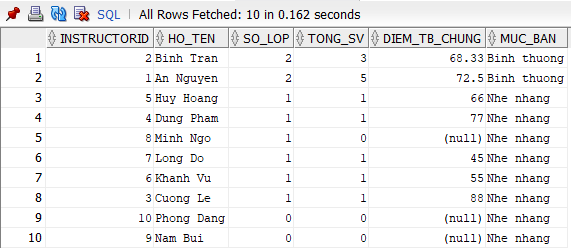 SQL | All Rows Fetched: 10 in 0.162 seconds
INSTRUCTORID HO_TEN SO_LOP TONG_SV DIEM_TB_CHUNG MUC_BAN
1 2 Binh Tran 2 3 68.33 Binh thuong
2 1 An Nguyen 2 5 72.5 Binh thuong
3 5 Huy Hoang 1 1 66 Nhe nhang
4 4 Dung Pham 1 1 77 Nhe nhang
5 8 Minh Ngo 1 0 (null) Nhe nhang
6 7 Long Do 1 1 45 Nhe nhang
7 6 Khanh Vu 1 1 55 Nhe nhang
8 3 Cuong Le 1 1 88 Nhe nhang
9 10 Phong Dang 0 0 (null) Nhe nhang
10 9 Nam Bui 0 0 (null) Nhe nhang